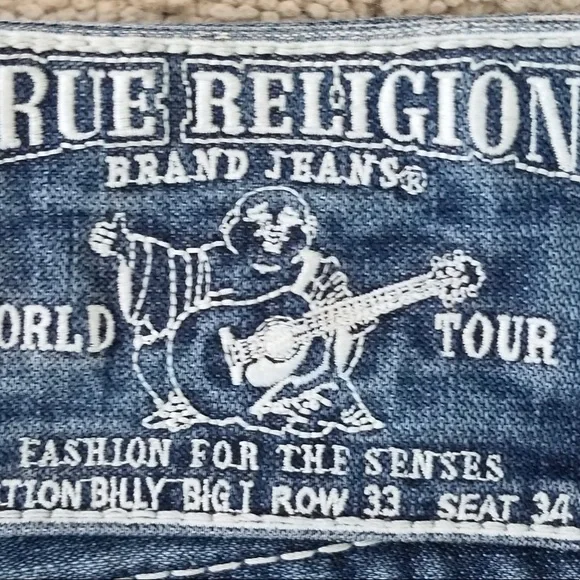 RUE RELIGION
BRAND JEANS®
ORLD TOUR
FASHION FOR THE SENSES
TION BILLY BIG T ROW 33 SEAT 34